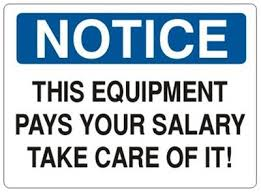 NOTICE
THIS EQUIPMENT
PAYS YOUR SALARY
TAKE CARE OF IT!